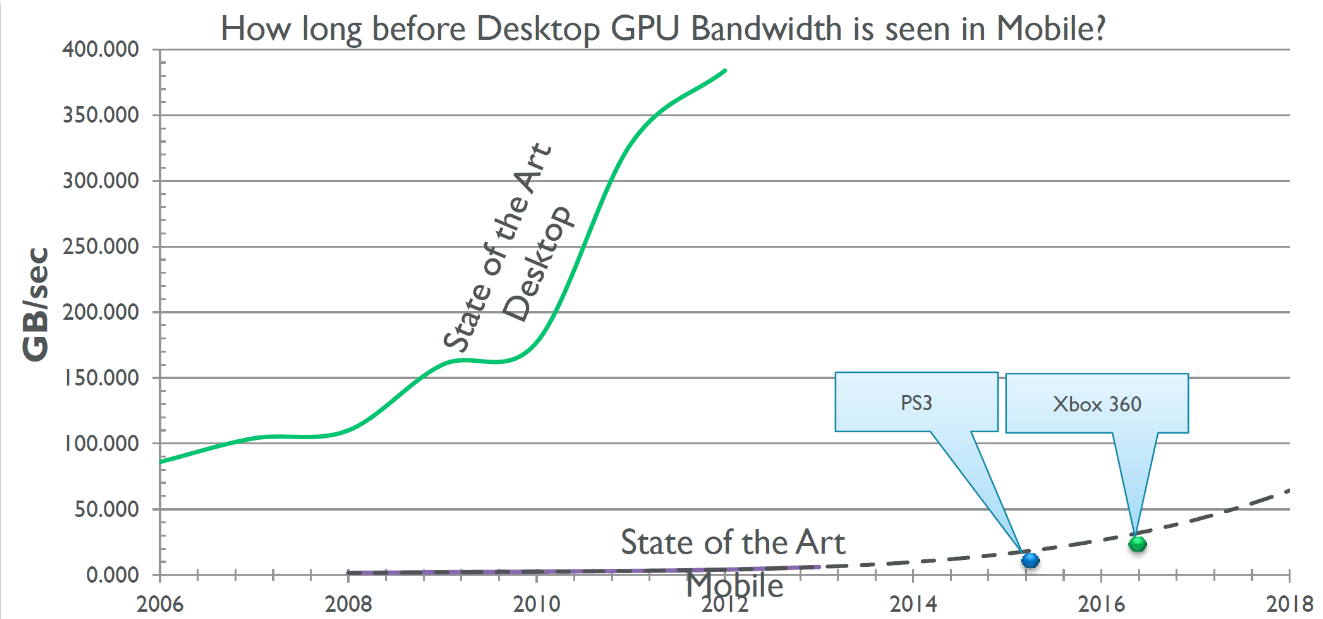 How long before Desktop GPU Bandwidth is seen in Mobile?
400.000
350.000
300.000
250.000
200.000
150.000
100.000
50.000
0.000
GB/sec
State of the Art
Desktop
PS3
Xbox 360
State of the Art
Mobile
2006
2008
2010
2012
2014
2016
2018